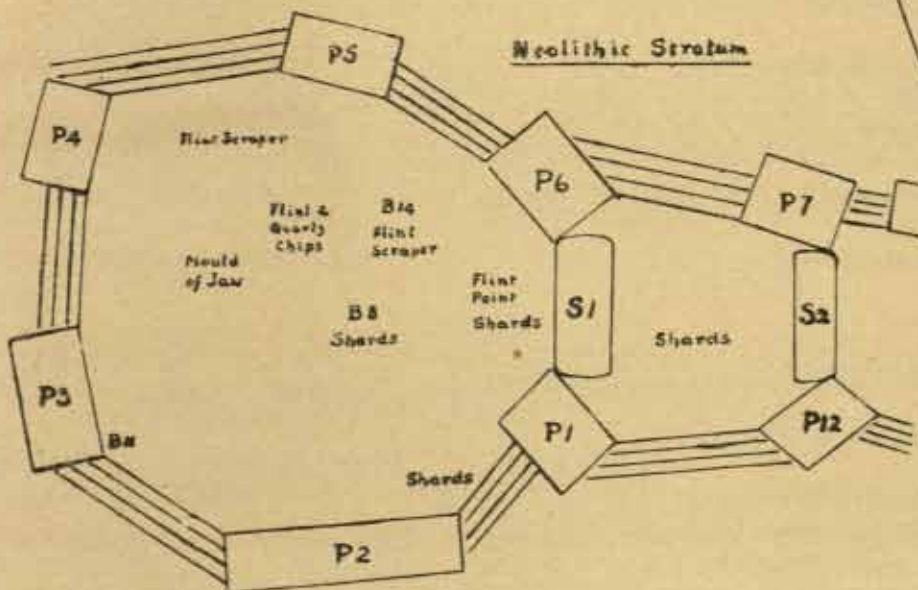 Neolithic Stratum
P5
P4
Flint Scraper
P6
P7
Flint &
Quartz
Chips
B14
Flint
Scraper
Mould
of Jaw
Flint
Point
Shards
S1
S2
B8
Shards
Shards
P3
B11
P1
P12
Shards
P2